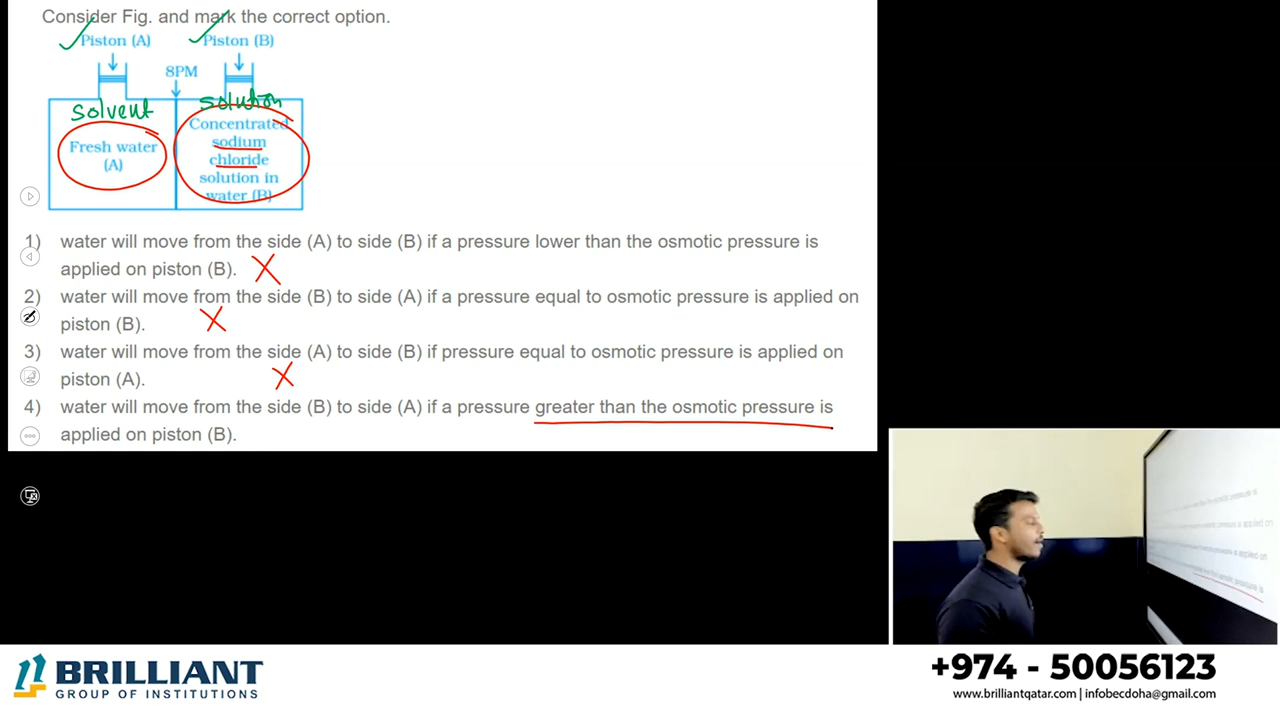 Consider Fig. and mark the correct option.
Piston (A)
Piston (B)
8PM
solvent
solution
Fresh water
(A)
Concentrated
sodium
chloride
solution in
water (B)
1) water will move from the side (A) to side (B) if a pressure lower than the osmotic pressure is
applied on piston (B).
2) water will move from the side (B) to side (A) if a pressure equal to osmotic pressure is applied on
piston (B).
3) water will move from the side (A) to side (B) if pressure equal to osmotic pressure is applied on
piston (A).
4) water will move from the side (B) to side (A) if a pressure greater than the osmotic pressure is
applied on piston (B).
BRILLIANT
GROUP OF INSTITUTIONS
+974 - 50056123
www.brilliantqatar.com | infobecdoha@gmail.com